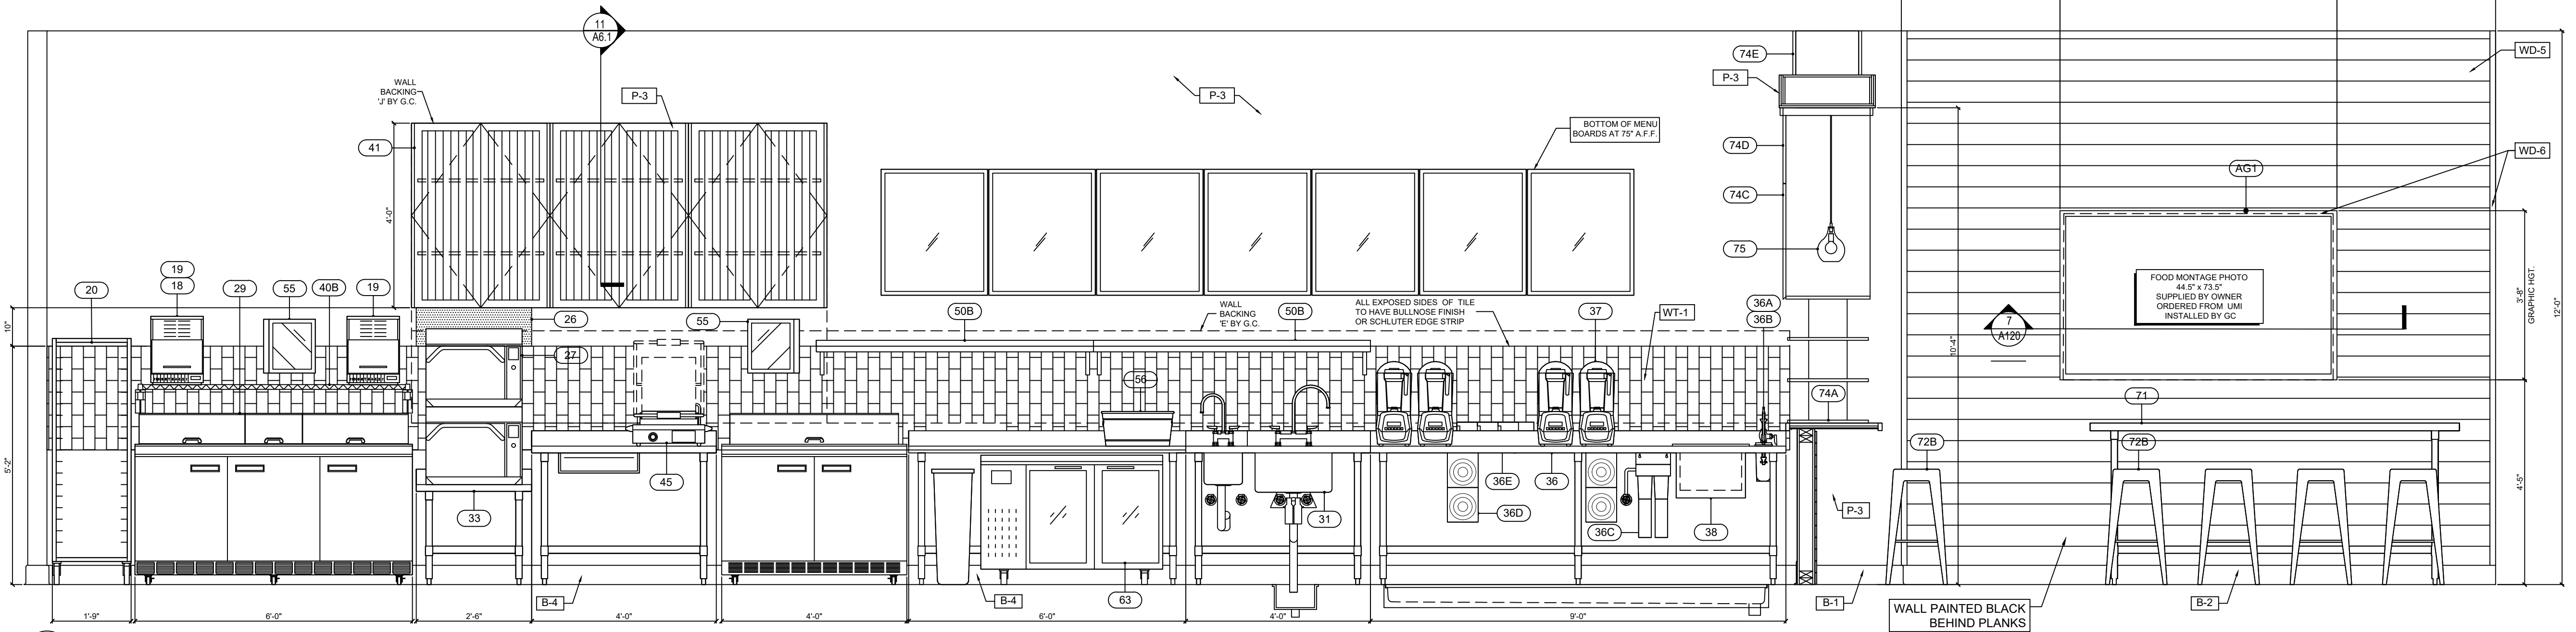 11
A6.1
74E
WD-5
P-3
WALL
BACKING
'J' BY G.C.
P-3
P-3
BOTTOM OF MENU
BOARDS AT 75" A.F.F.
41
74D
WD-6
AG1
74C
4'-0"
75
20
19
18
29
55
40B
19
FOOD MONTAGE PHOTO
44.5" x 73.5"
SUPPLIED BY OWNER
ORDERED FROM UMI
INSTALLED BY GC
3'-8"
GRAPHIC HGT.
12'-0"
10"
26
55
50B
WALL
BACKING
'E' BY G.C.
50B
ALL EXPOSED SIDES OF TILE
TO HAVE BULLNOSE FINISH
OR SCHLUTER EDGE STRIP
37
WT-1
36A
36B
7
A120
10'-4"
27
56
74A
71
72B
72B
5'-2"
45
36E
36
4'-5"
33
31
36D
36C
38
P-3
B-4
B-4
63
B-1
B-2
WALL PAINTED BLACK
BEHIND PLANKS
1'-9"
6'-0"
2'-6"
4'-0"
4'-0"
6'-0"
4'-0"
9'-0"